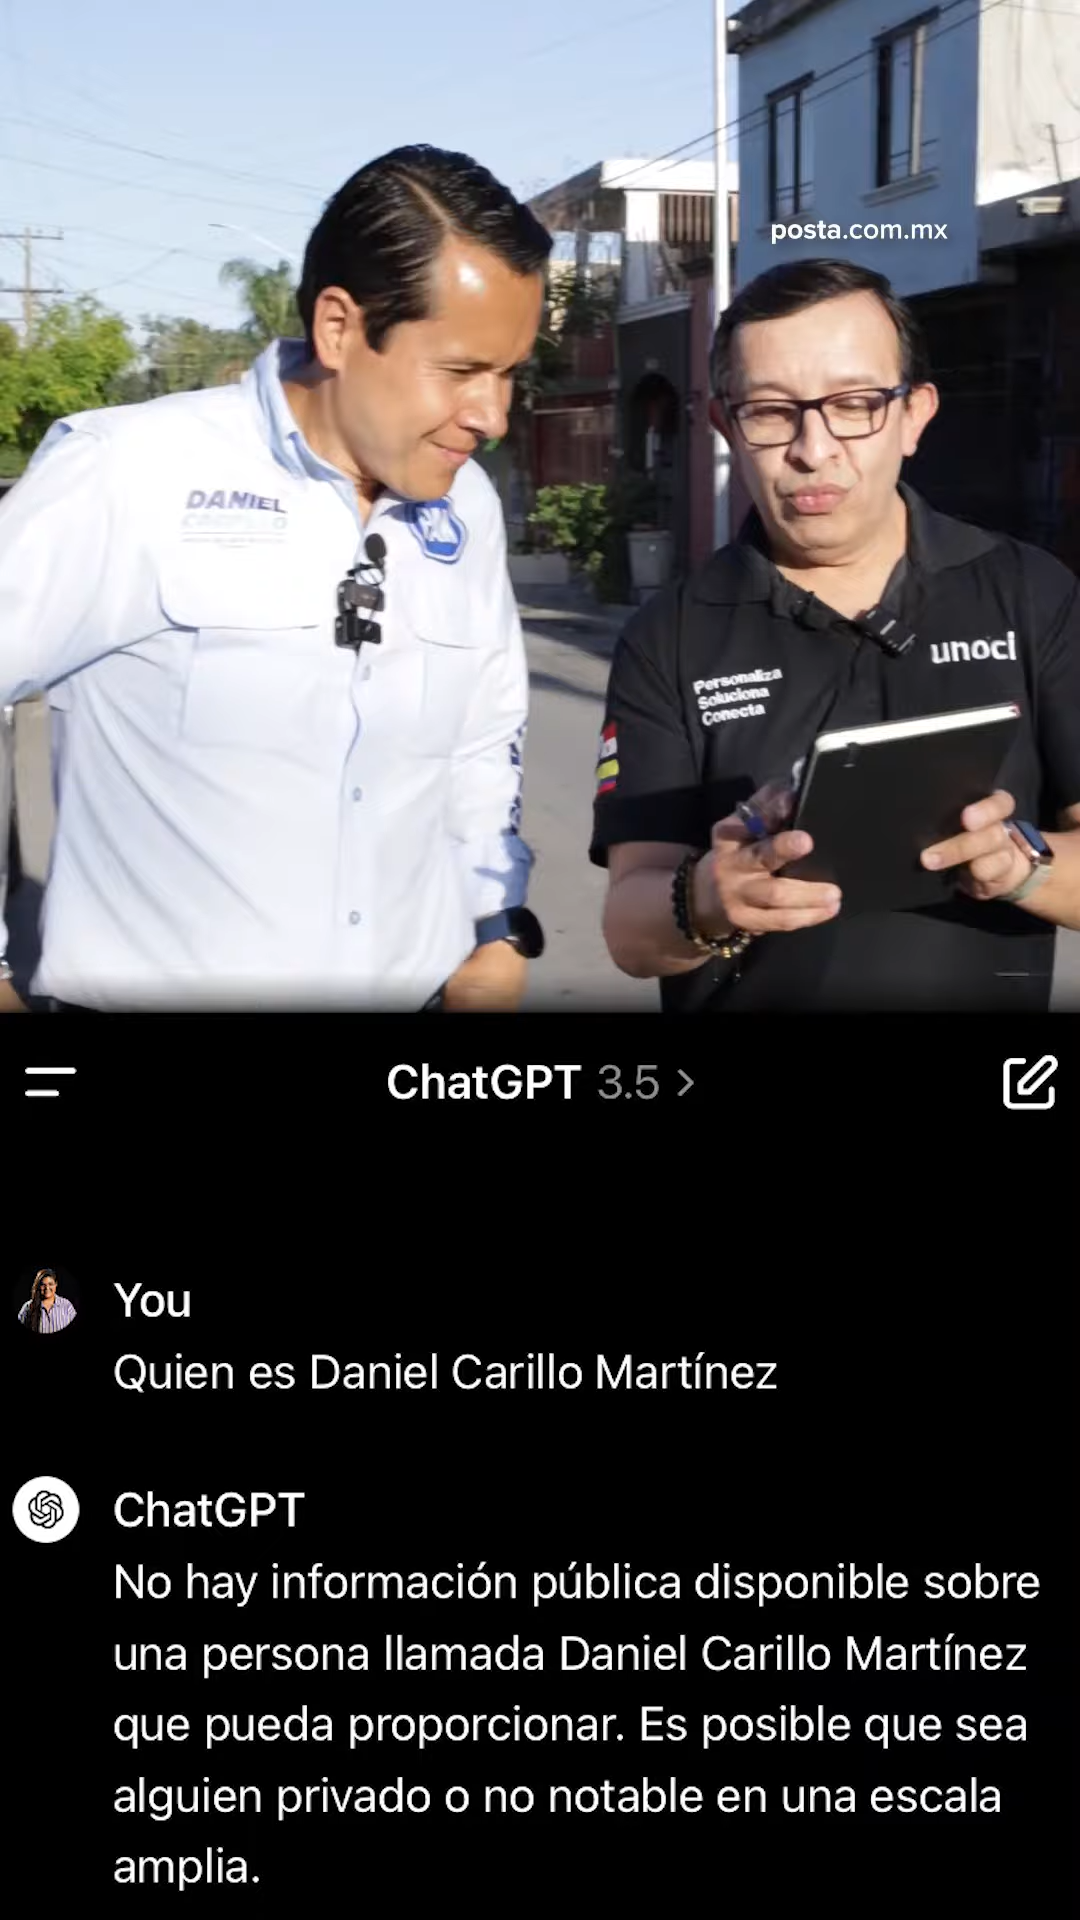 posta.com.mx
DANIEL
CARRILLO
PAN
unoci
Personaliza
Soluciona
Conecta
ChatGPT 3.5 >
You
Quien es Daniel Carillo Martínez
ChatGPT
No hay información pública disponible sobre
una persona llamada Daniel Carillo Martínez
que pueda proporcionar. Es posible que sea
alguien privado o no notable en una escala
amplia.